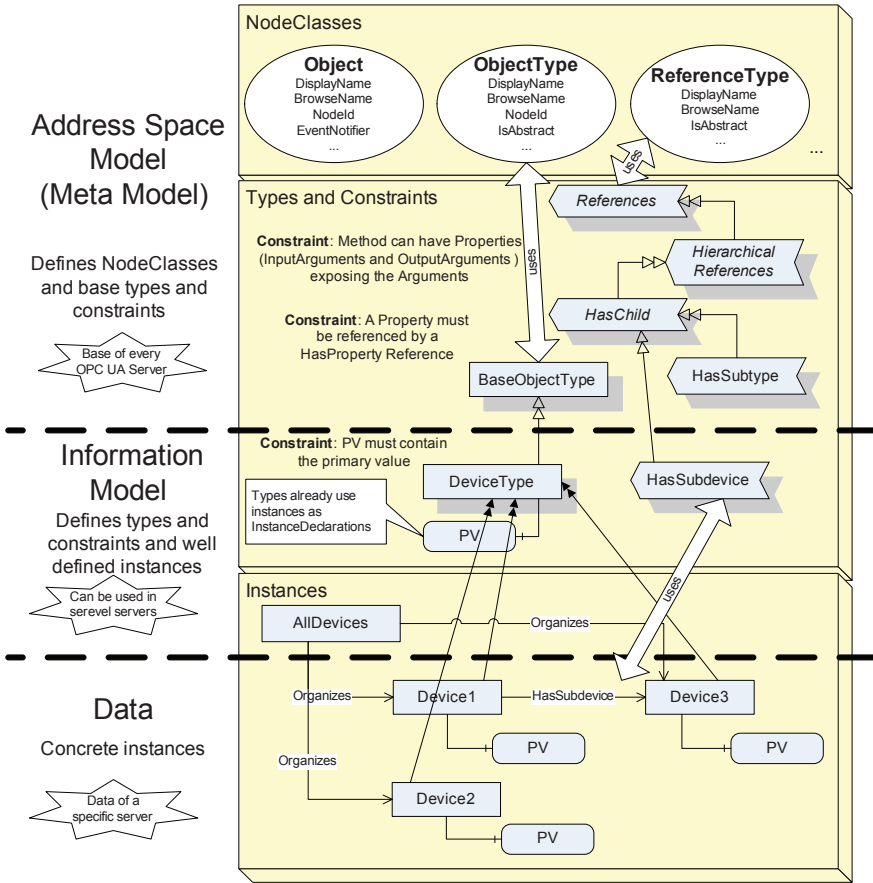 NodeClasses
Object
DisplayName
BrowseName
NodeId
EventNotifier
...
ObjectType
DisplayName
BrowseName
NodeId
IsAbstract
...
ReferenceType
DisplayName
BrowseName
IsAbstract
...
...
Address Space
Model
(Meta Model)
Defines NodeClasses
and base types and
constraints
Base of every
OPC UA Server
uses
Types and Constraints
References
Constraint: Method can have Properties
(InputArguments and OutputArguments )
exposing the Arguments
uses
Hierarchical
References
Constraint: A Property must
be referenced by a
HasProperty Reference
HasChild
BaseObjectType
HasSubtype
Information
Model
Defines types and
constraints and well
defined instances
Can be used in
serevel servers
Constraint: PV must contain
the primary value
DeviceType
HasSubdevice
Types already use
instances as
InstanceDeclarations
PV
uses
Instances
AllDevices
Organizes
Data
Concrete instances
Data of a
specific server
Organizes
Device1
HasSubdevice
Device3
PV
PV
Organizes
Device2
PV